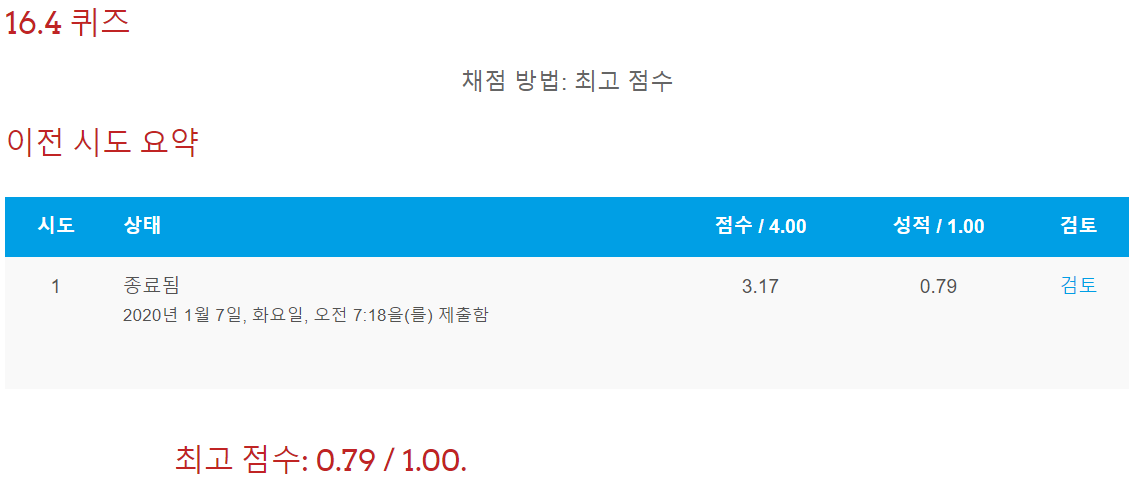 16.4 퀴즈
채점 방법: 최고 점수
이전 시도 요약
시도 상태 점수 / 4.00 성적 / 1.00 검토
1 종료됨 3.17 0.79 검토
2020년 1월 7일, 화요일, 오전 7:18을(를) 제출함
최고 점수: 0.79 / 1.00.